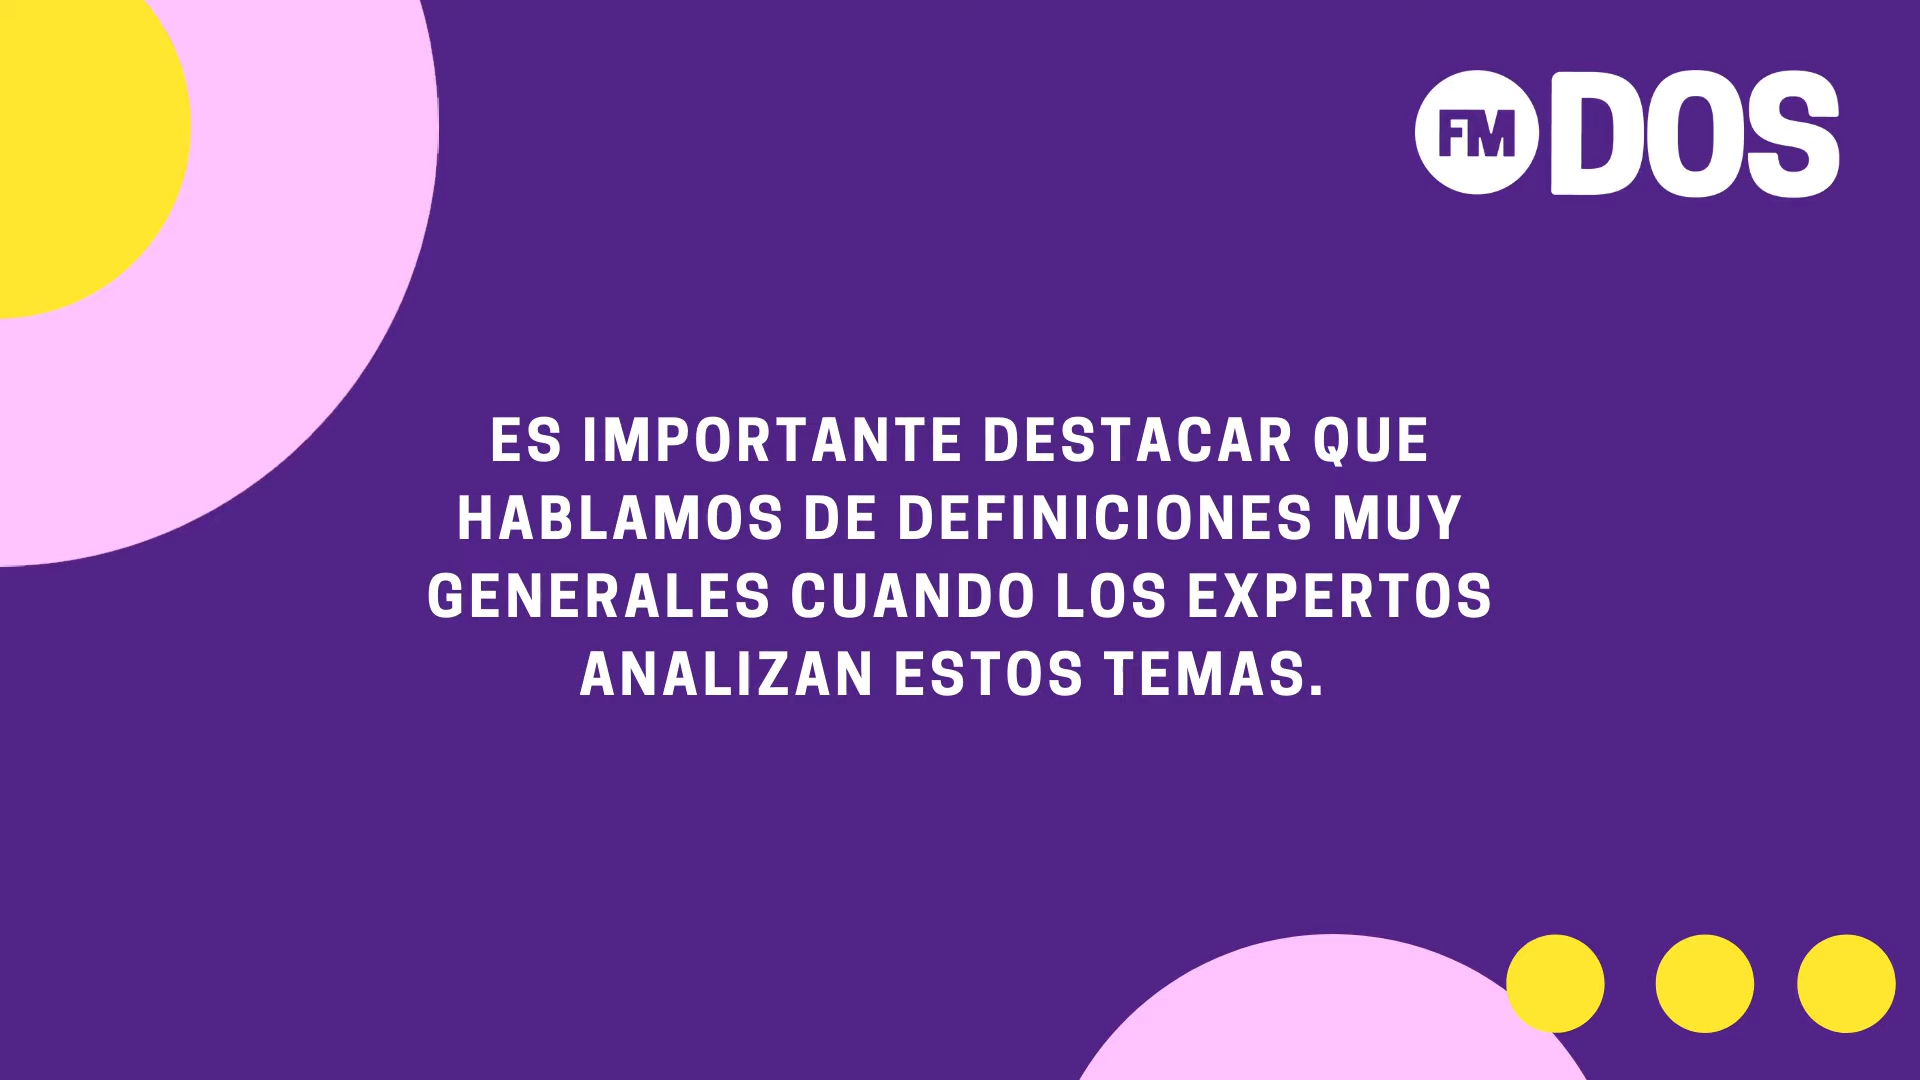 FM DOS
ES IMPORTANTE DESTACAR QUE
HABLAMOS DE DEFINICIONES MUY
GENERALES CUANDO LOS EXPERTOS
ANALIZAN ESTOS TEMAS.